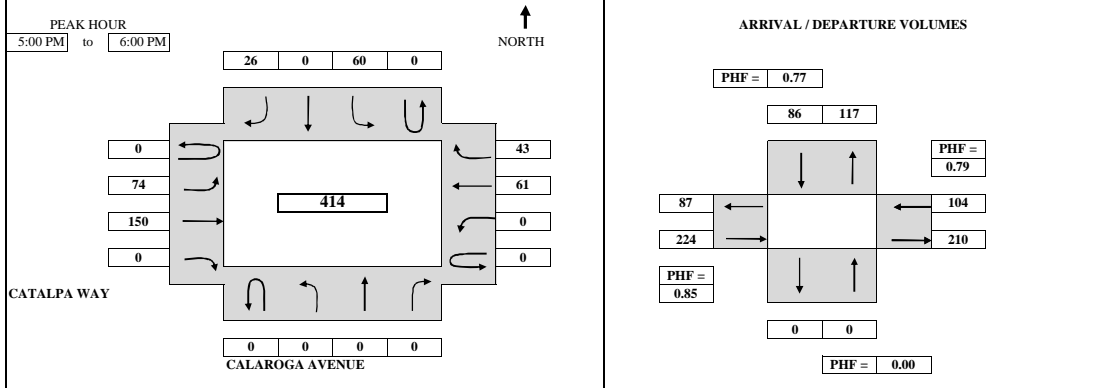 PEAK HOUR
5:00 PM to 6:00 PM
NORTH
26 0 60 0
0 43
74 61
414
150 0
0 0
CATALPA WAY
0 0 0 0
CALAROGA AVENUE
ARRIVAL / DEPARTURE VOLUMES
PHF = 0.77
86 117
PHF =
0.79
87 104
224 210
PHF =
0.85
0 0
PHF = 0.00